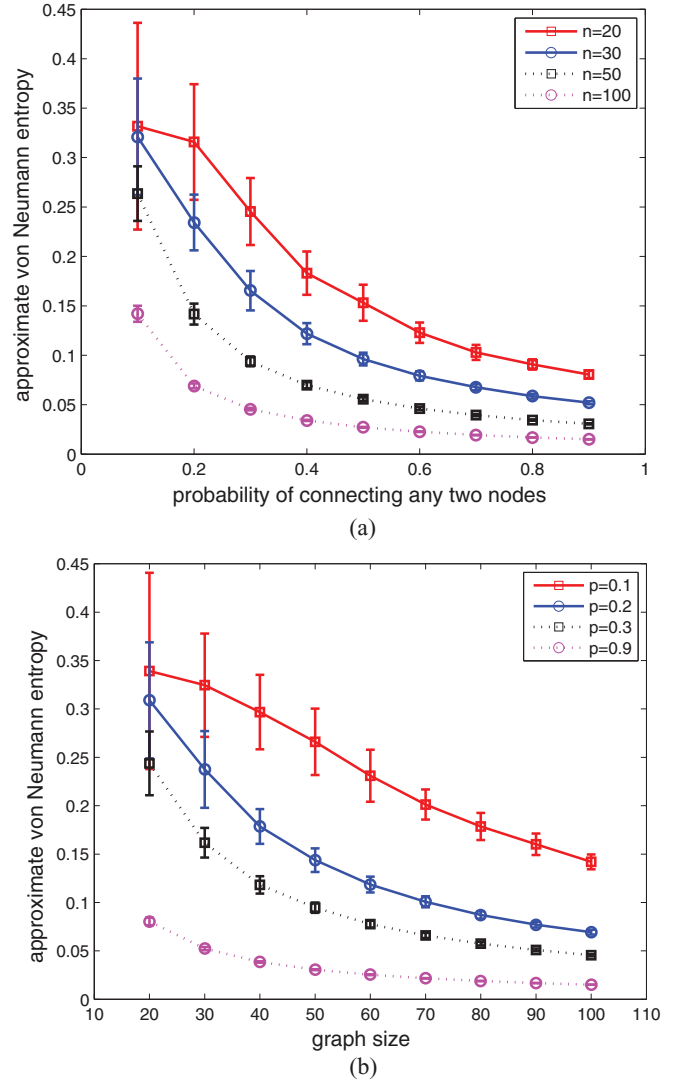 0.45
0.4
0.35
0.3
0.25
0.2
0.15
0.1
0.05
0
approximate von Neumann entropy
n=20
n=30
n=50
n=100
0 0.2 0.4 0.6 0.8 1
probability of connecting any two nodes
(a)
0.45
0.4
0.35
0.3
0.25
0.2
0.15
0.1
0.05
0
approximate von Neumann entropy
p=0.1
p=0.2
p=0.3
p=0.9
10 20 30 40 50 60 70 80 90 100 110
graph size
(b)